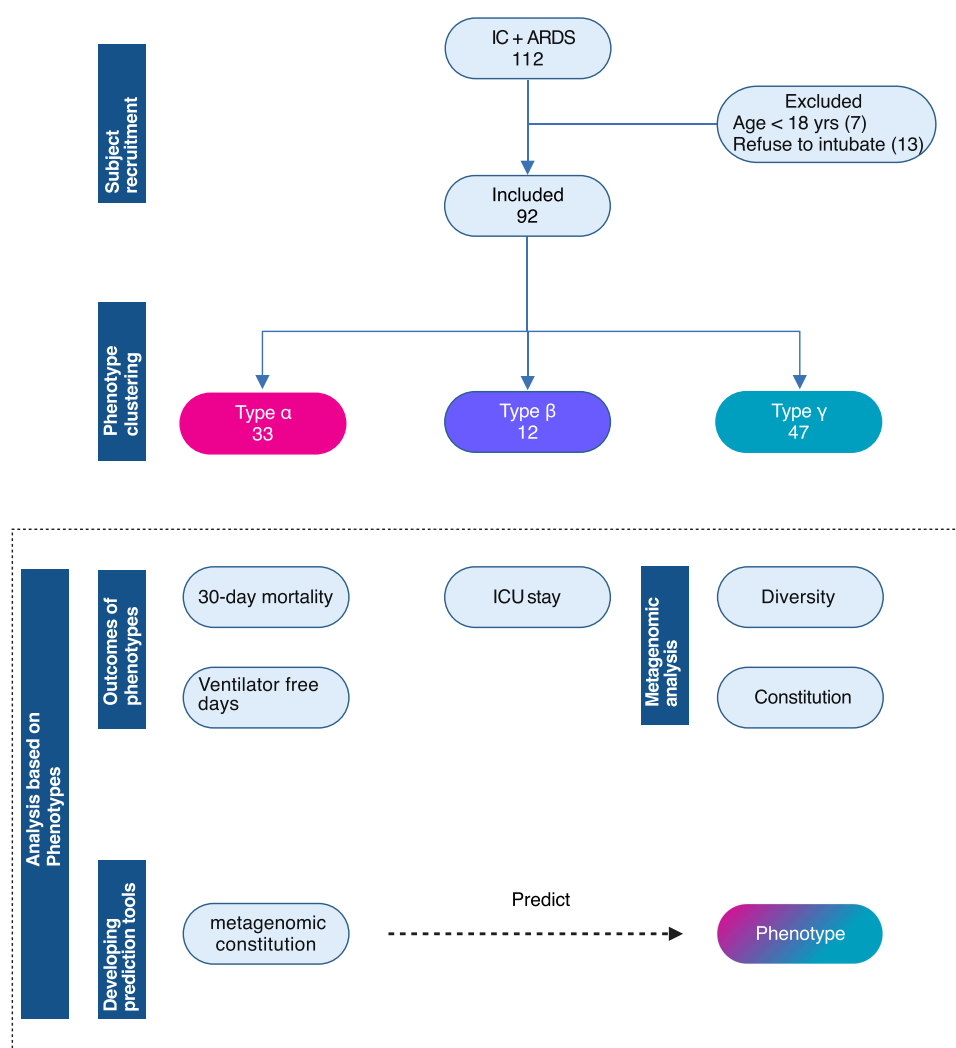 IC + ARDS
112
Subject
recruitment
Excluded
Age < 18 yrs (7)
Refuse to intubate (13)
Included
92
Phenotype
clustering
Type α
33
Type β
12
Type γ
47
Analysis based on
Phenotypes
Outcomes of
phenotypes
30-day mortality
ICU stay
Ventilator free
days
Metagenomic
analysis
Diversity
Constitution
Developing
prediction tools
metagenomic
constitution
Predict
Phenotype